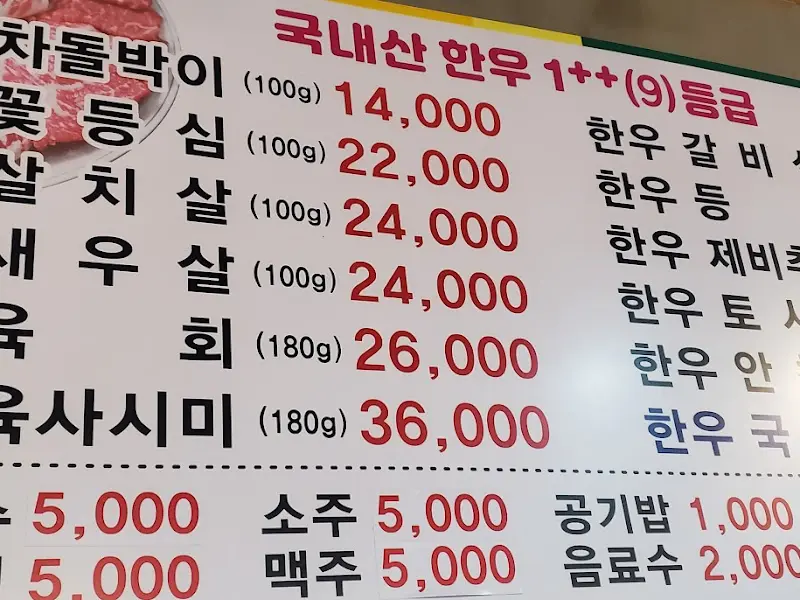 국내산 한우 1++(9)등급
차돌박이 (100g) 14,000
꽃등심 (100g) 22,000
살치살 (100g) 24,000
새우살 (100g) 24,000
육회 (180g) 26,000
육사시미 (180g) 36,000
한우 갈비
한우 등
한우 제비추
한우 토시
한우 안
한우 국
5,000
5,000
소주 5,000
맥주 5,000
공기밥 1,000
음료수 2,000